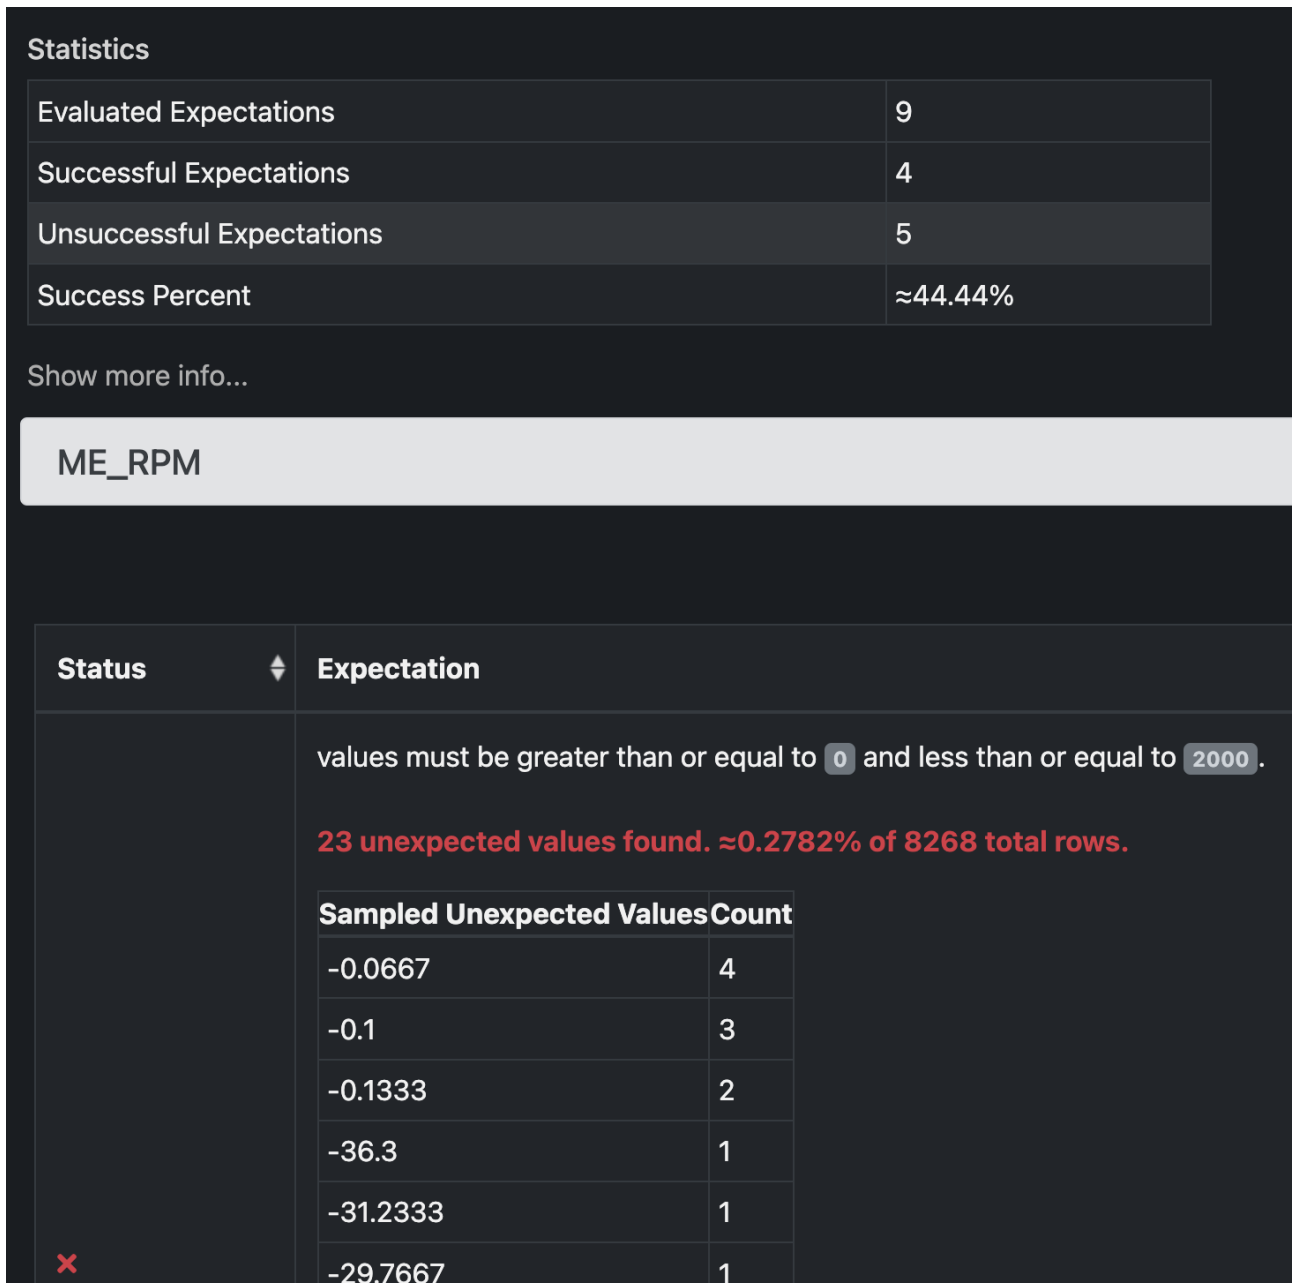 Statistics
Evaluated Expectations 9
Successful Expectations 4
Unsuccessful Expectations 5
Success Percent ≈44.44%
Show more info...
ME_RPM
Status Expectation
values must be greater than or equal to 0 and less than or equal to 2000.
23 unexpected values found. ≈0.2782% of 8268 total rows.
Sampled Unexpected Values Count
-0.0667 4
-0.1 3
-0.1333 2
-36.3 1
-31.2333 1
-29.7667 1